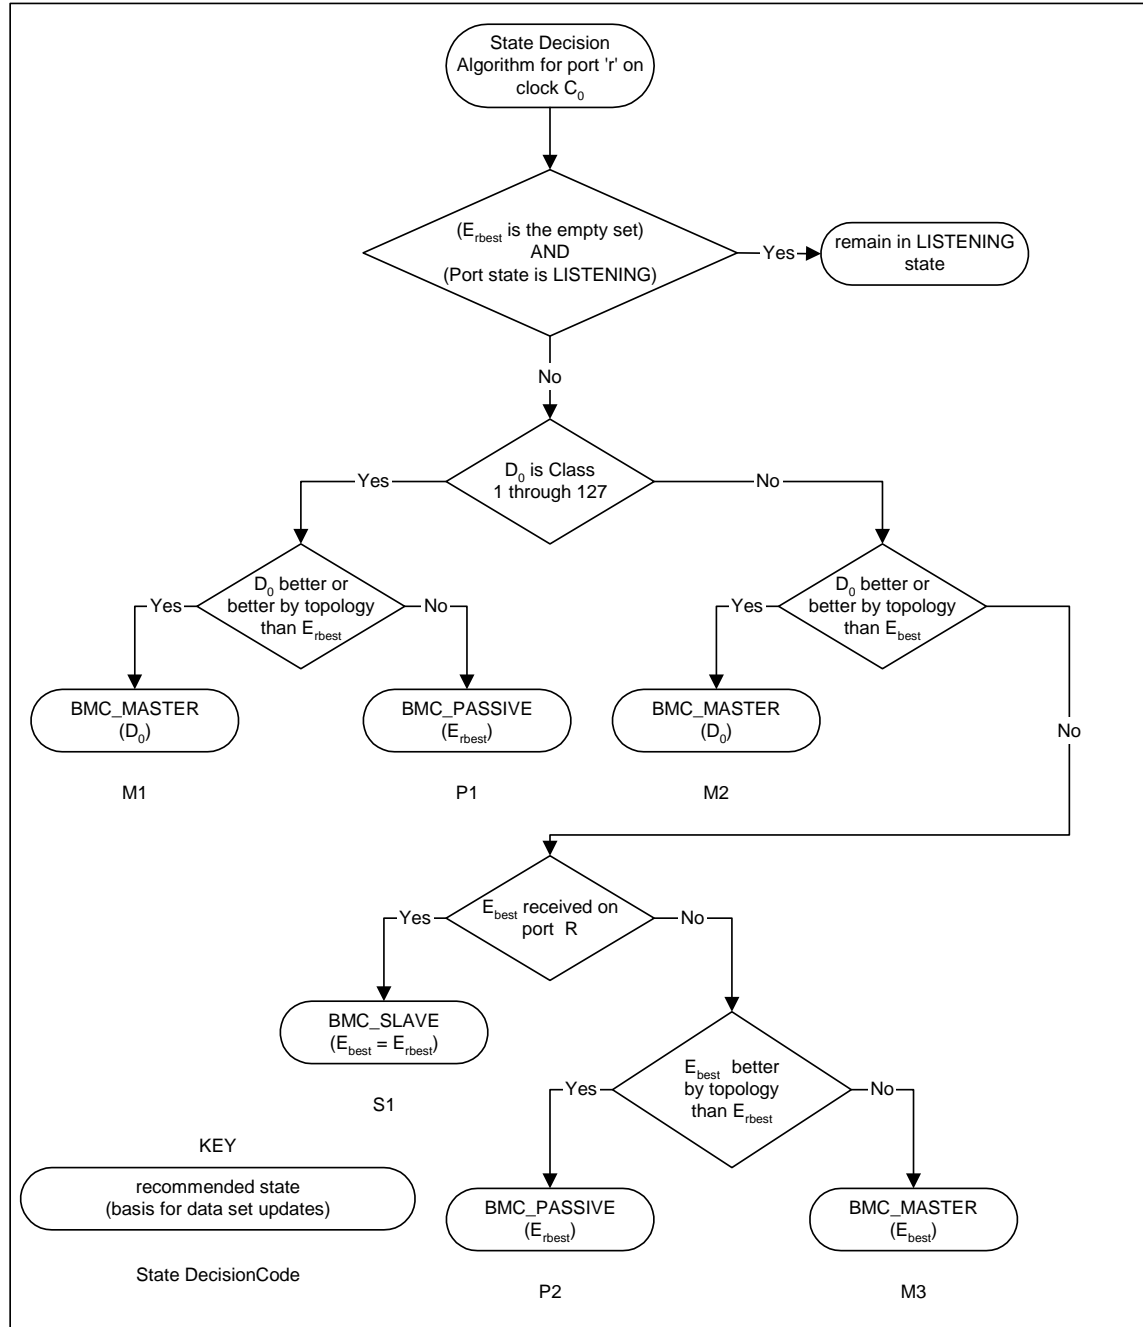 State Decision
Algorithm for port 'r' on
clock C0
(Erbest is the empty set)
AND
(Port state is LISTENING)
Yes
remain in LISTENING
state
No
D0 is Class
1 through 127
Yes
No
D0 better or
better by topology
than Erbest
Yes
No
D0 better or
better by topology
than Ebest
Yes
No
BMC_MASTER
(D0)
BMC_PASSIVE
(Erbest)
BMC_MASTER
(D0)
M1
P1
M2
Ebest received on
port R
Yes
No
BMC_SLAVE
(Ebest = Erbest)
S1
Ebest better
by topology
than Erbest
Yes
No
KEY
recommended state
(basis for data set updates)
State DecisionCode
BMC_PASSIVE
(Erbest)
BMC_MASTER
(Ebest)
P2
M3